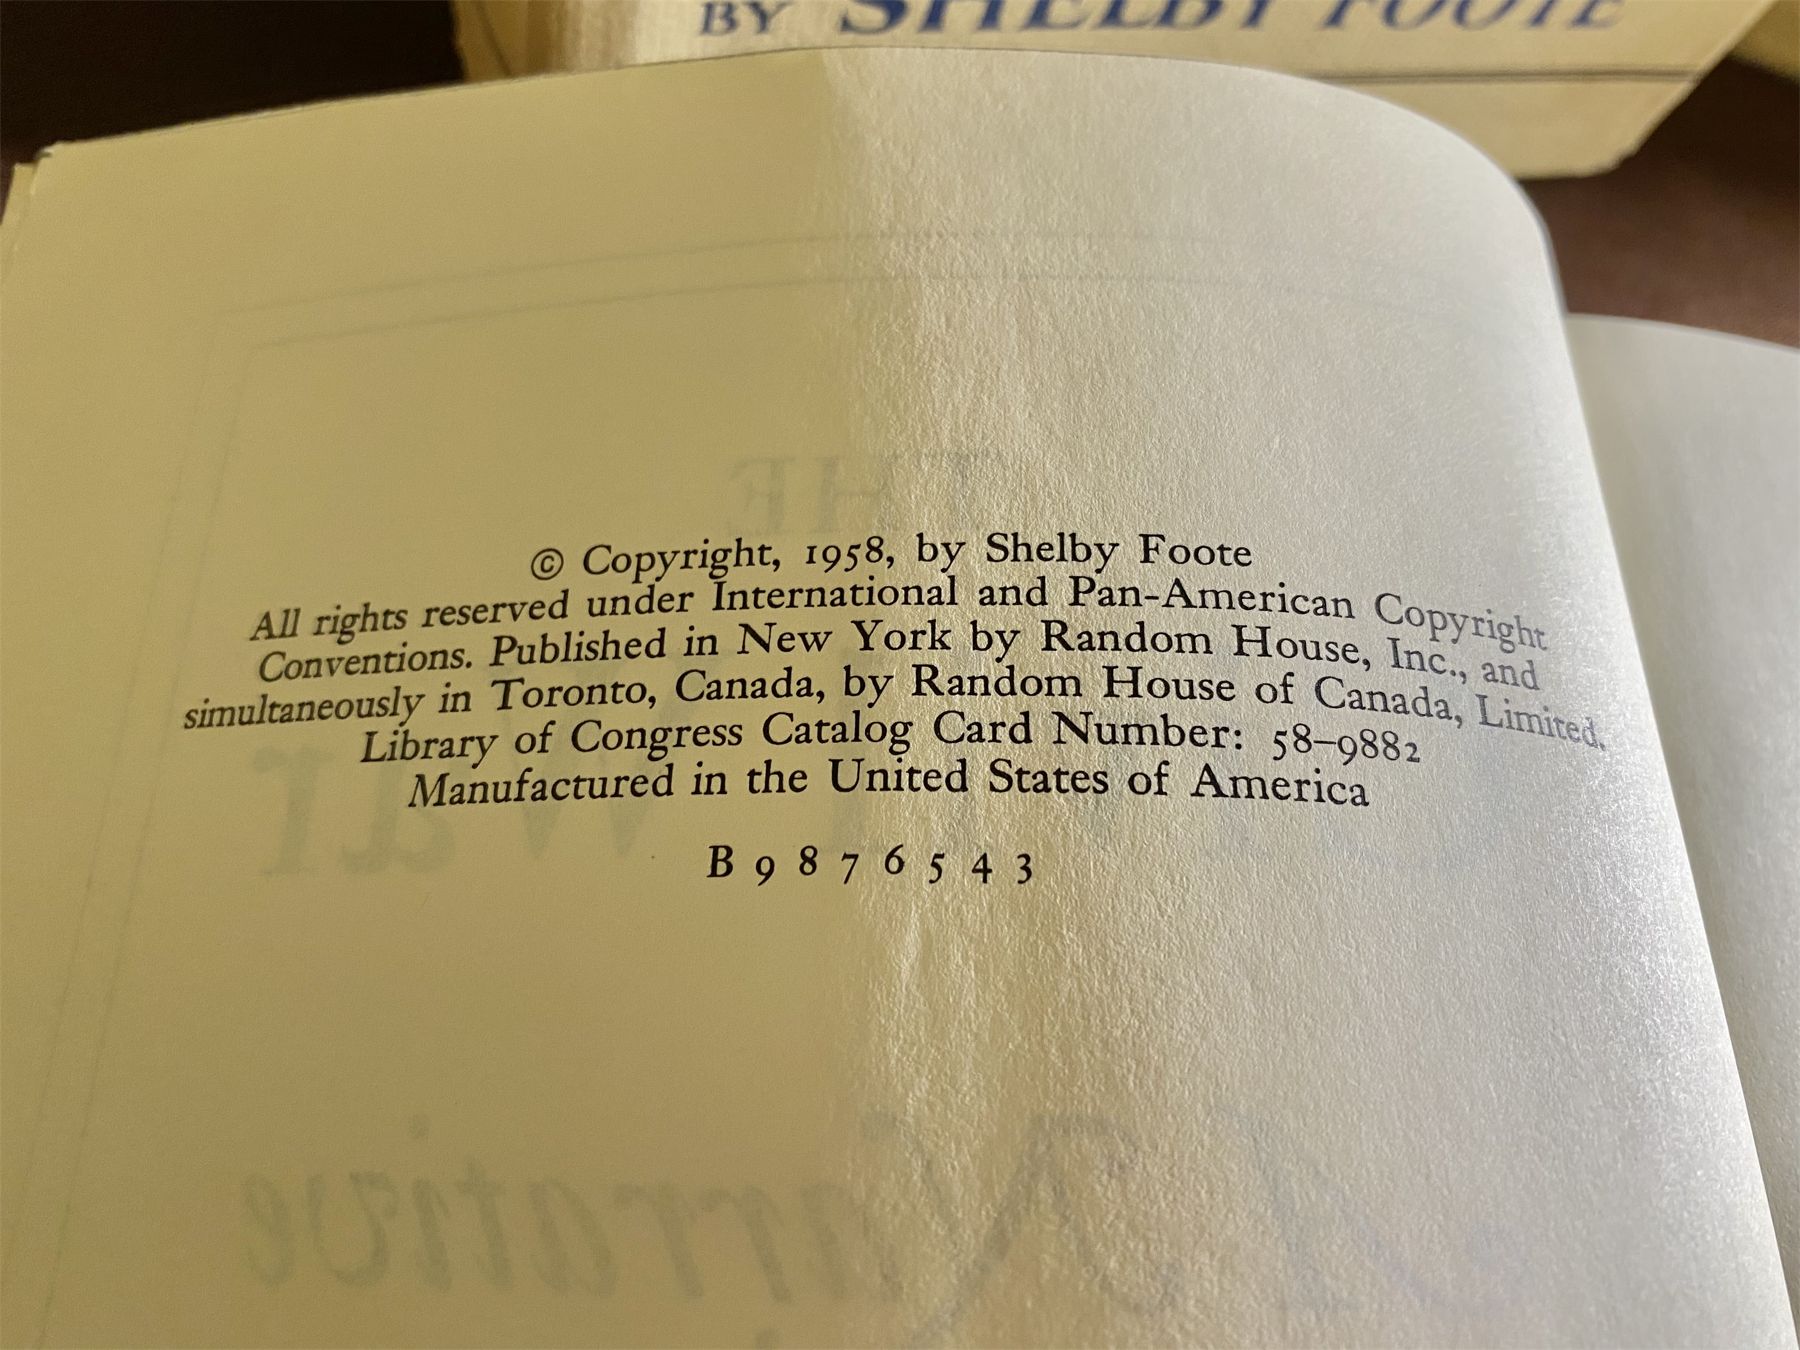 BY SHELBY FOOTE
THE
© Copyright, 1958, by Shelby Foote
All rights reserved under International and Pan-American Copyright
Conventions. Published in New York by Random House, Inc., and
simultaneously in Toronto, Canada, by Random House of Canada, Limited.
Library of Congress Catalog Card Number: 58–9882
Manufactured in the United States of America
War
B 9 8 7 6 5 4 3
Narrative